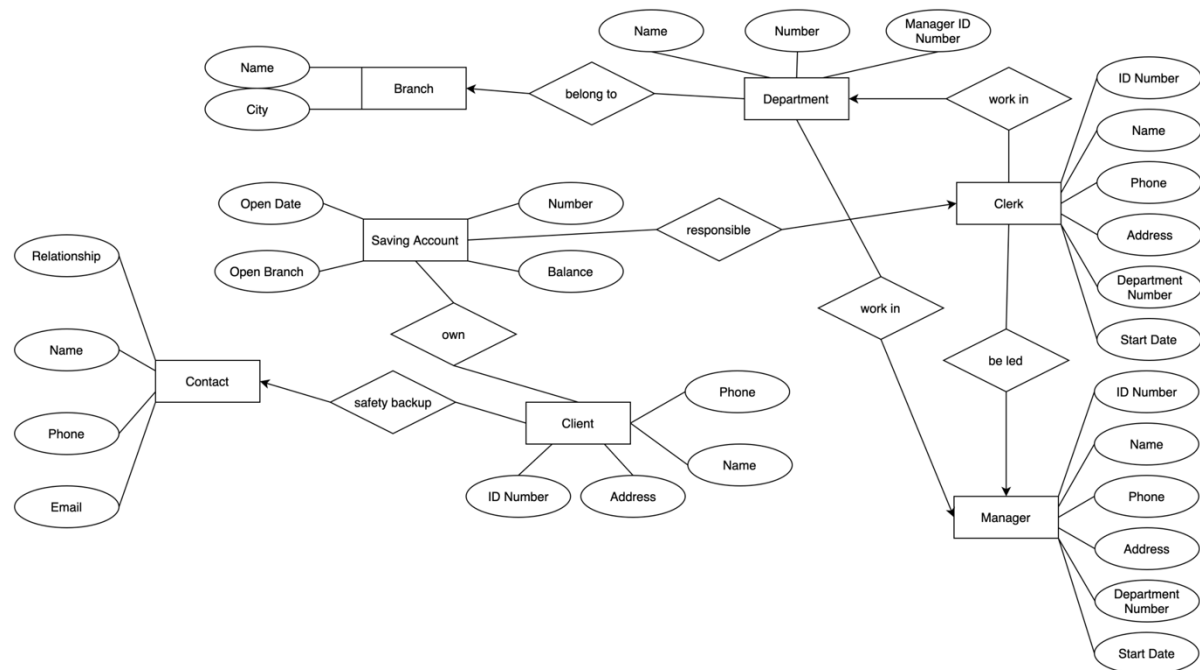 Name
Number
Manager ID
Number
Name
City
Branch
belong to
Department
work in
ID Number
Name
Phone
Address
Department
Number
Start Date
Clerk
Open Date
Number
Saving Account
Open Branch
Balance
responsible
Relationship
Name
Phone
Email
Contact
own
work in
be led
safety backup
Client
Phone
Name
ID Number
Address
Manager
ID Number
Name
Phone
Address
Department
Number
Start Date